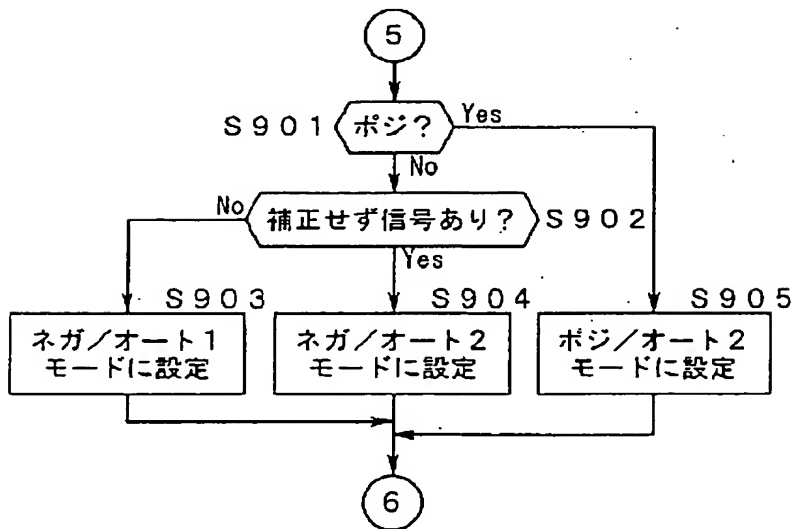 5
S901
ポジ?
Yes
No
No
補正せず信号あり?
S902
Yes
S903
S904
S905
ネガ/オート1
モードに設定
ネガ/オート2
モードに設定
ポジ/オート2
モードに設定
6